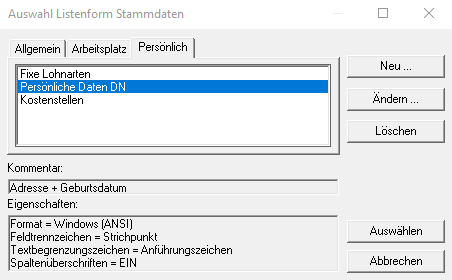 Auswahl Listenform Stammdaten
Allgemein Arbeitsplatz Persönlich
Fixe Lohnarten
Persönliche Daten DN
Kostenstellen
Neu ...
Ändern ...
Löschen
Kommentar:
Adresse + Geburtsdatum
Eigenschaften:
Format = Windows (ANSI)
Feldtrennzeichen = Strichpunkt
Textbegrenzungszeichen = Anführungszeichen
Spaltenüberschriften = EIN
Auswählen
Abbrechen